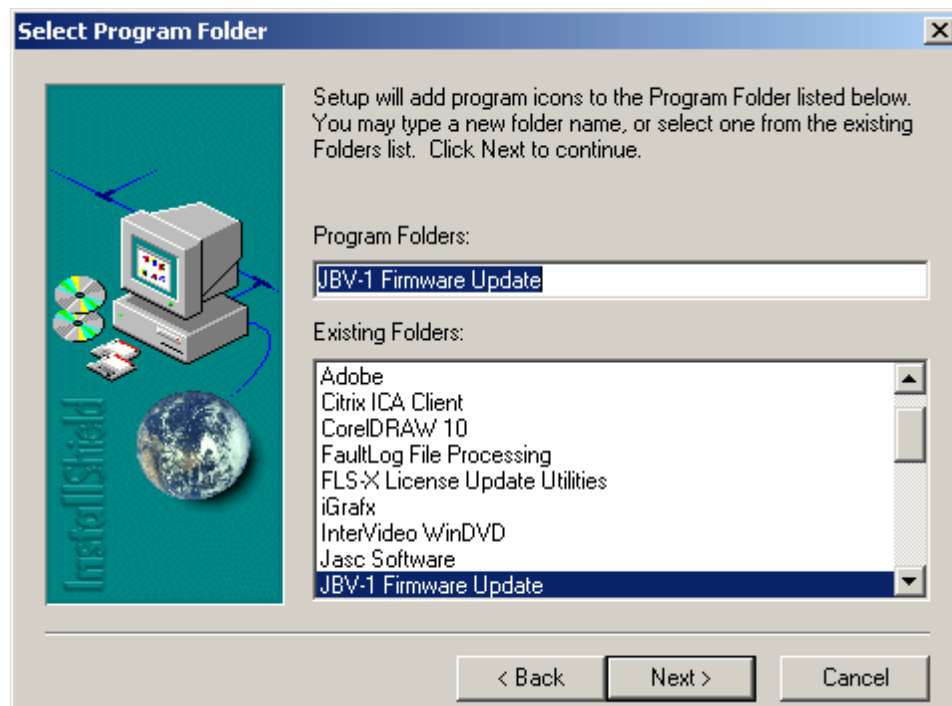 Select Program Folder
Setup will add program icons to the Program Folder listed below.
You may type a new folder name, or select one from the existing
Folders list. Click Next to continue.
Program Folders:
JBV-1 Firmware Update
Existing Folders:
Adobe
Citrix ICA Client
CorelDRAW 10
FaultLog File Processing
FLS-X License Update Utilities
iGrafx
InterVideo WinDVD
Jasc Software
JBV-1 Firmware Update
InstallShield
< Back
Next >
Cancel